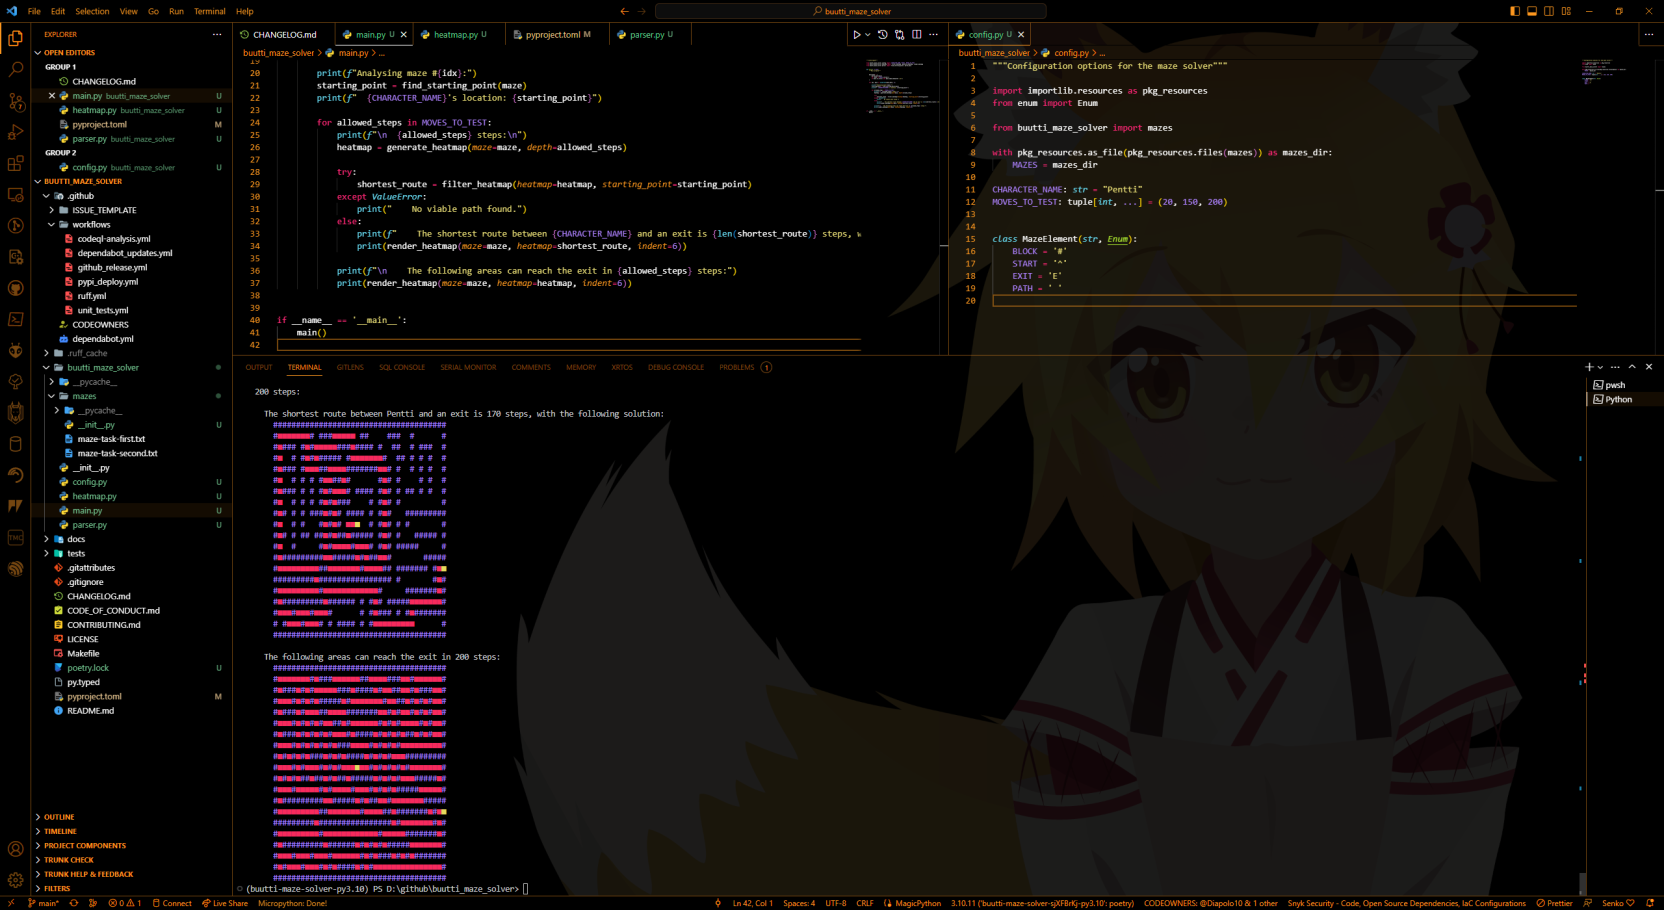 File Edit Selection View Go Run Terminal Help
buutti_maze_solver
EXPLORER
OPEN EDITORS
GROUP 1
CHANGELOG.md
main.py buutti_maze_solver U
heatmap.py buutti_maze_solver U
pyproject.toml M
parser.py buutti_maze_solver U
GROUP 2
config.py buutti_maze_solver U
BUUTTI_MAZE_SOLVER
.github
ISSUE_TEMPLATE
workflows
codeql-analysis.yml
dependabot_updates.yml
github_release.yml
pypi_deploy.yml
ruff.yml
unit_tests.yml
CODEOWNERS
dependabot.yml
.ruff_cache
buutti_maze_solver
__pycache__
mazes
__pycache__
__init__.py U
maze-task-first.txt
maze-task-second.txt
__init__.py
config.py U
heatmap.py U
main.py U
parser.py U
docs
tests
.gitattributes
.gitignore
CHANGELOG.md
CODE_OF_CONDUCT.md
CONTRIBUTING.md
LICENSE
Makefile
poetry.lock U
py.typed
pyproject.toml M
README.md
OUTLINE
TIMELINE
PROJECT COMPONENTS
TRUNK CHECK
TRUNK HELP & FEEDBACK
FILTERS
CHANGELOG.md main.py U heatmap.py U pyproject.toml M parser.py U
buutti_maze_solver > main.py > ...
19
20 print(f"Analysing maze #{idx}:")
21 starting_point = find_starting_point(maze)
22 print(f"  {CHARACTER_NAME}'s location: {starting_point}")
23
24 for allowed_steps in MOVES_TO_TEST:
25 print(f"\n  {allowed_steps} steps:\n")
26 heatmap = generate_heatmap(maze=maze, depth=allowed_steps)
27
28 try:
29 shortest_route = filter_heatmap(heatmap=heatmap, starting_point=starting_point)
30 except ValueError:
31 print("    No viable path found.")
32 else:
33 print(f"    The shortest route between {CHARACTER_NAME} and an exit is {len(shortest_route)} steps, w
34 print(render_heatmap(maze=maze, heatmap=shortest_route, indent=6))
35
36 print(f"\n    The following areas can reach the exit in {allowed_steps} steps:")
37 print(render_heatmap(maze=maze, heatmap=heatmap, indent=6))
38
39
40 if __name__ == '__main__':
41 main()
42
config.py U
buutti_maze_solver > config.py > ...
1 """Configuration options for the maze solver"""
2
3 import importlib.resources as pkg_resources
4 from enum import Enum
5
6 from buutti_maze_solver import mazes
7
8 with pkg_resources.as_file(pkg_resources.files(mazes)) as mazes_dir:
9 MAZES = mazes_dir
10
11 CHARACTER_NAME: str = "Pentti"
12 MOVES_TO_TEST: tuple[int, ...] = (20, 150, 200)
13
14
15 class MazeElement(str, Enum):
16 BLOCK = '#'
17 START = '^'
18 EXIT = 'E'
19 PATH = ' '
20
OUTPUT TERMINAL GITLENS SQL CONSOLE SERIAL MONITOR COMMENTS MEMORY XRTOS DEBUG CONSOLE PROBLEMS 1
pwsh
Python
200 steps:
The shortest route between Pentti and an exit is 170 steps, with the following solution:
The following areas can reach the exit in 200 steps:
(buutti-maze-solver-py3.10) PS D:\github\buutti_maze_solver>
main* 0 1 Connect Live Share Micropython: Done! Ln 42, Col 1 Spaces: 4 UTF-8 CRLF MagicPython 3.10.11 ('buutti-maze-solver-sjXFBrKj-py3.10': poetry) CODEOWNERS: @Diapolo10 & 1 other Snyk Security - Code, Open Source Dependencies, IaC Configurations Prettier Senko